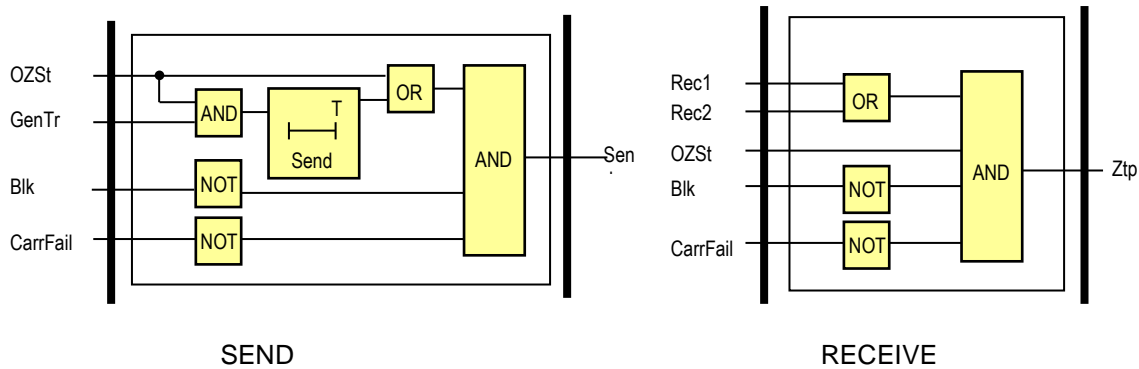 OZSt
GenTr
Blk
CarrFail
AND
T
Send
OR
NOT
NOT
AND
Sen
.
SEND
Rec1
Rec2
OZSt
Blk
CarrFail
OR
NOT
NOT
AND
Ztp
RECEIVE